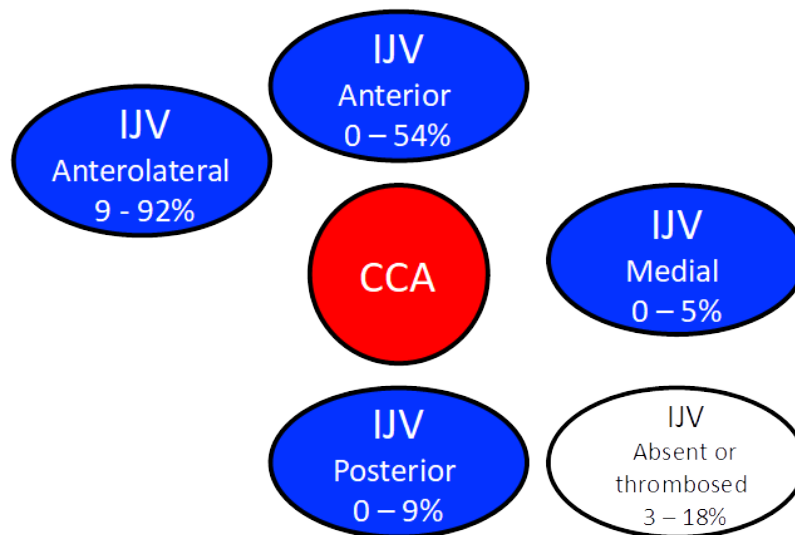 IJV
Anterior
0 – 54%
IJV
Anterolateral
9 - 92%
CCA
IJV
Medial
0 – 5%
IJV
Posterior
0 – 9%
IJV
Absent or
thrombosed
3 – 18%